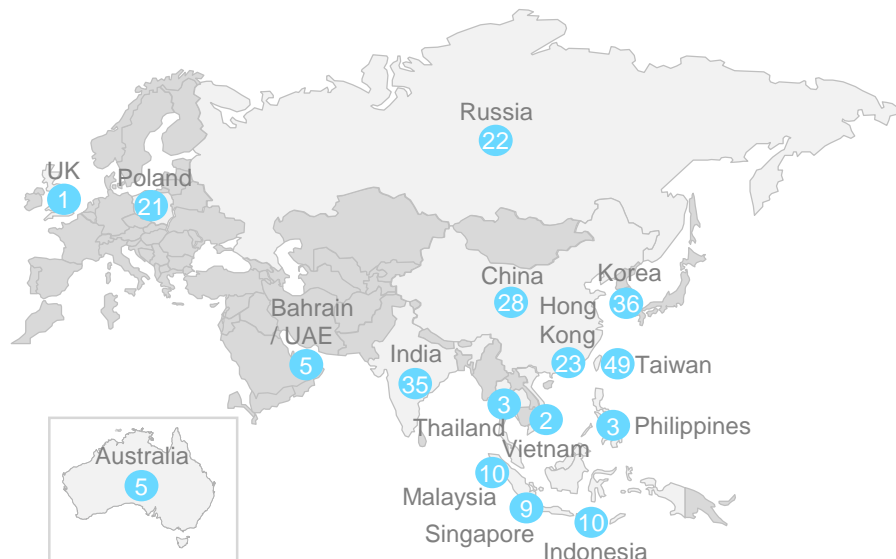 Russia
22
UK
1
Poland
21
China
28
Korea
36
Hong
Kong
23
Bahrain
/ UAE
5
India
35
49 Taiwan
Thailand
3
Vietnam
2
3 Philippines
Australia
5
10
Malaysia
9
Singapore
10
Indonesia